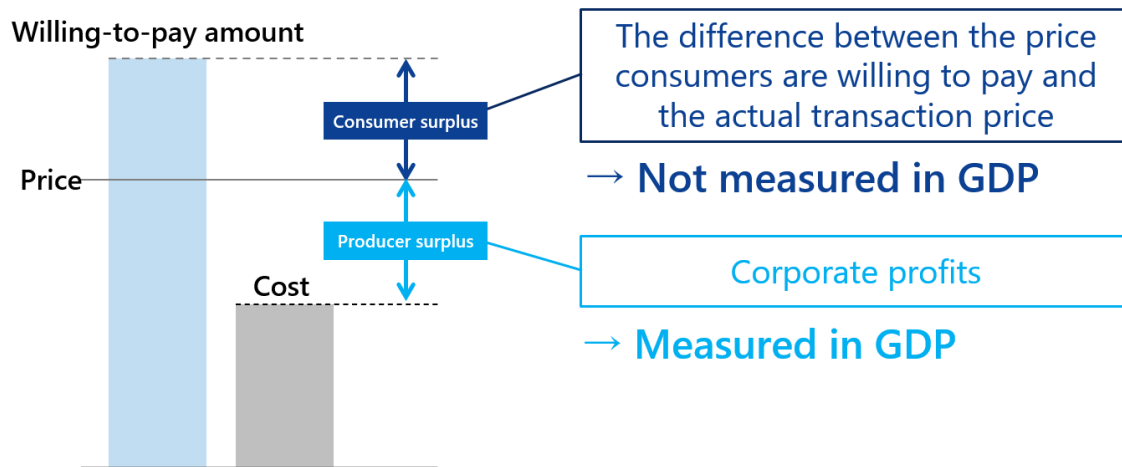 Willing-to-pay amount
Consumer surplus
The difference between the price
consumers are willing to pay and
the actual transaction price
→ Not measured in GDP
Price
Producer surplus
Corporate profits
Cost
→ Measured in GDP